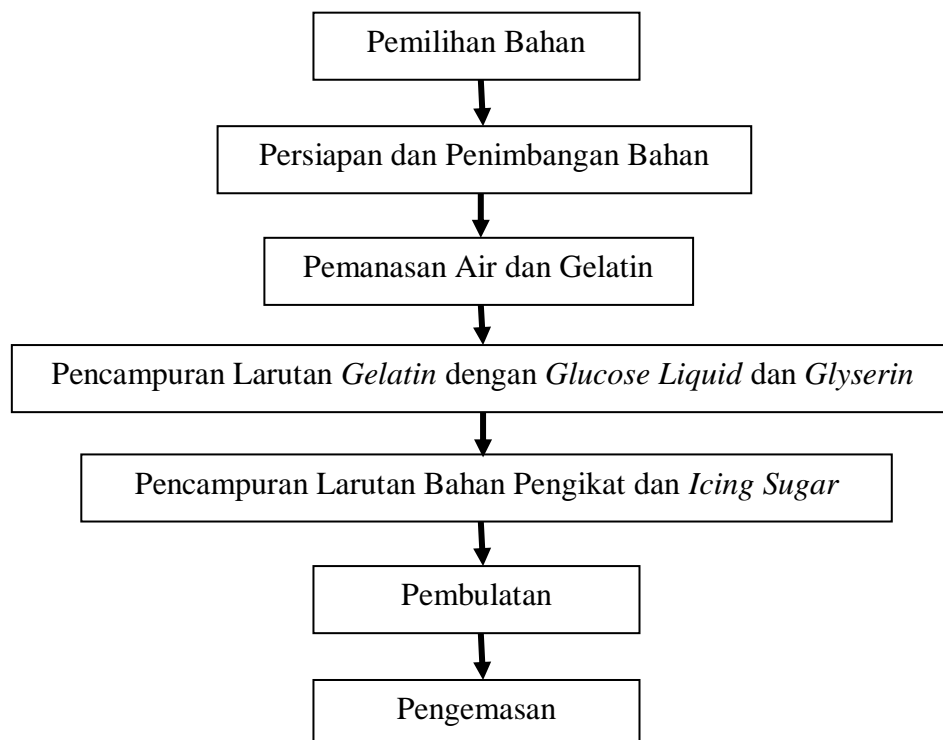 Pemilihan Bahan
Persiapan dan Penimbangan Bahan
Pemanasan Air dan Gelatin
Pencampuran Larutan Gelatin dengan Glucose Liquid dan Glyserin
Pencampuran Larutan Bahan Pengikat dan Icing Sugar
Pembulatan
Pengemasan